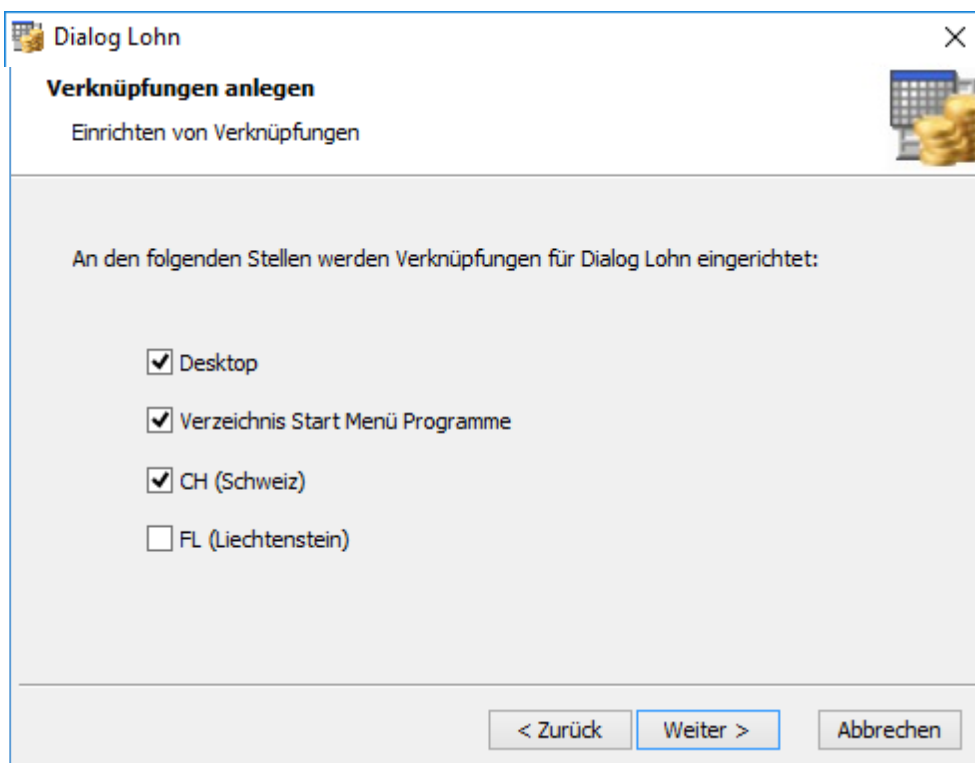 Dialog Lohn
Verknüpfungen anlegen
Einrichten von Verknüpfungen
An den folgenden Stellen werden Verknüpfungen für Dialog Lohn eingerichtet:
Desktop
Verzeichnis Start Menü Programme
CH (Schweiz)
FL (Liechtenstein)
< Zurück Weiter > Abbrechen